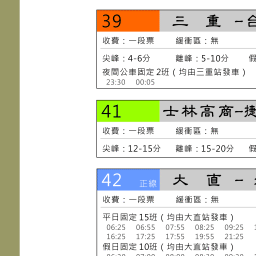 39 三 重 -台
收費：一段票 緩衝區：無
尖峰：4-6分 離峰：5-10分 假
夜間公車固定2班（均由三重站發車）
23:30 00:05
41 士林高商-捷
收費：一段票 緩衝區：無
尖峰：12-15分 離峰：15-20分 假
42 正線 大 直 -
收費：一段票 緩衝區：無
平日固定15班（均由大直站發車）
06:25 06:55 07:55 08:25 09:25
16:25 17:25 17:55 19:55 21:25
假日固定10班（均由大直站發車）